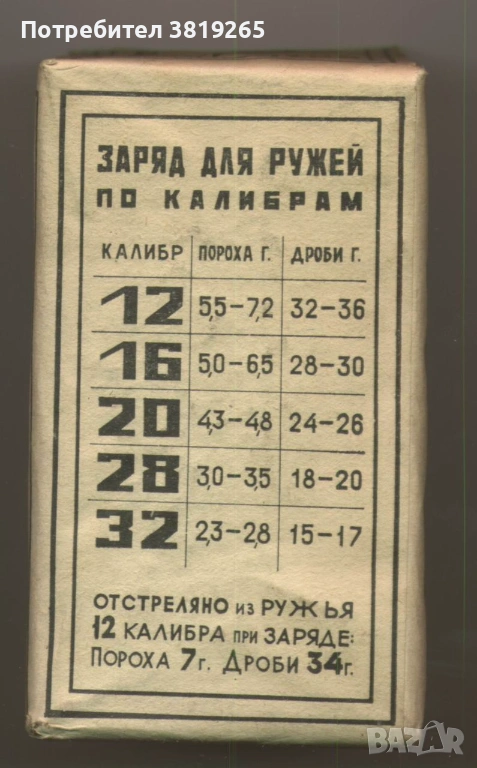 Потребител 3819265
ЗАРЯД ДЛЯ РУЖЕЙ
ПО КАЛИБРАМ
КАЛИБР ПОРОХА Г. ДРОБИ Г.
12 5,5–7,2 32–36
16 5,0–6,5 28–30
20 4,3–4,8 24–26
28 3,0–3,5 18–20
32 2,3–2,8 15–17
ОТСТРЕЛЯНО ИЗ РУЖЬЯ
12 КАЛИБРА ПРИ ЗАРЯДЕ:
ПОРОХА 7г. ДРОБИ 34г.
BAZAR